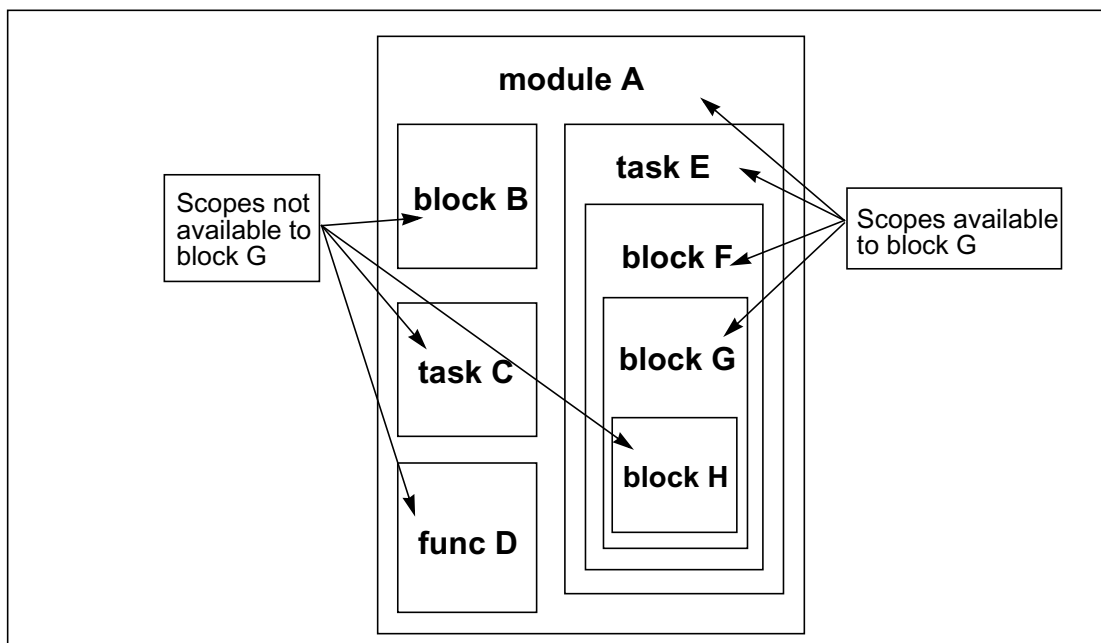 module A
Scopes not
available to
block G
block B
task C
func D
task E
block F
block G
block H
Scopes available
to block G